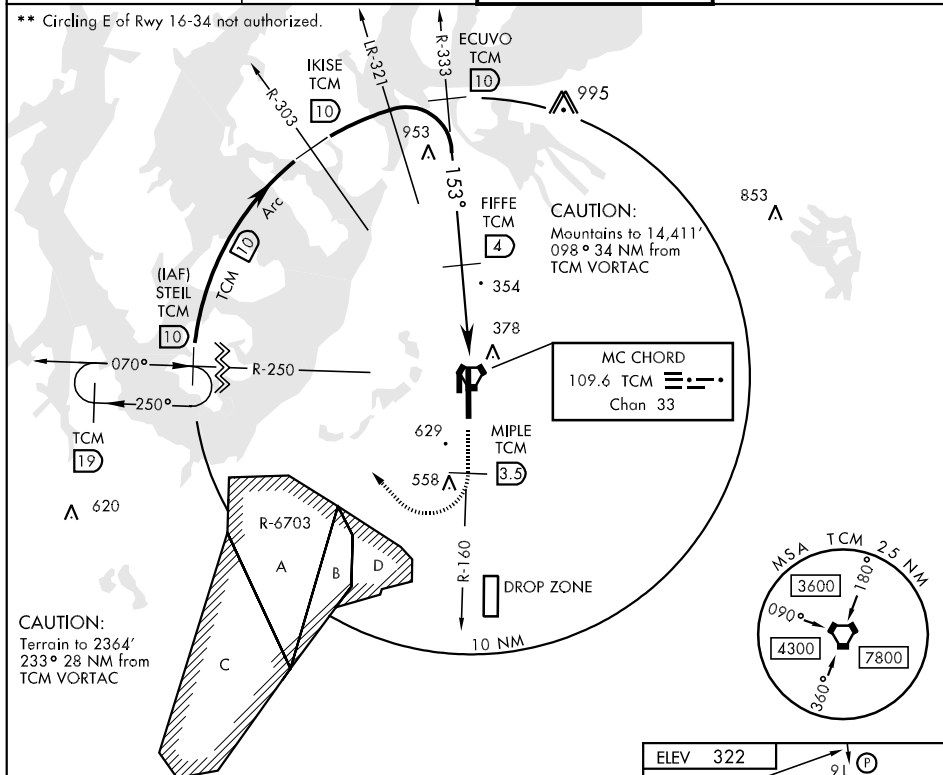 ** Circling E of Rwy 16-34 not authorized.
IKISE
TCM
10
LR-321
R-333
ECUVO
TCM
10
995
R-303
953
153°
853
FIFFE
TCM
4
CAUTION:
Mountains to 14,411'
098° 34 NM from
TCM VORTAC
TCM 10 Arc
(IAF)
STEIL
TCM
10
354
378
070°
R-250
250°
MC CHORD
109.6 TCM
Chan 33
TCM
19
629
558
MIPLE
TCM
3.5
620
R-6703
A
B
D
C
R-160
DROP ZONE
10 NM
CAUTION:
Terrain to 2364'
233° 28 NM from
TCM VORTAC
MSA TCM 25 NM
3600
180°
090°
4300
7800
360°
ELEV 322
16
P